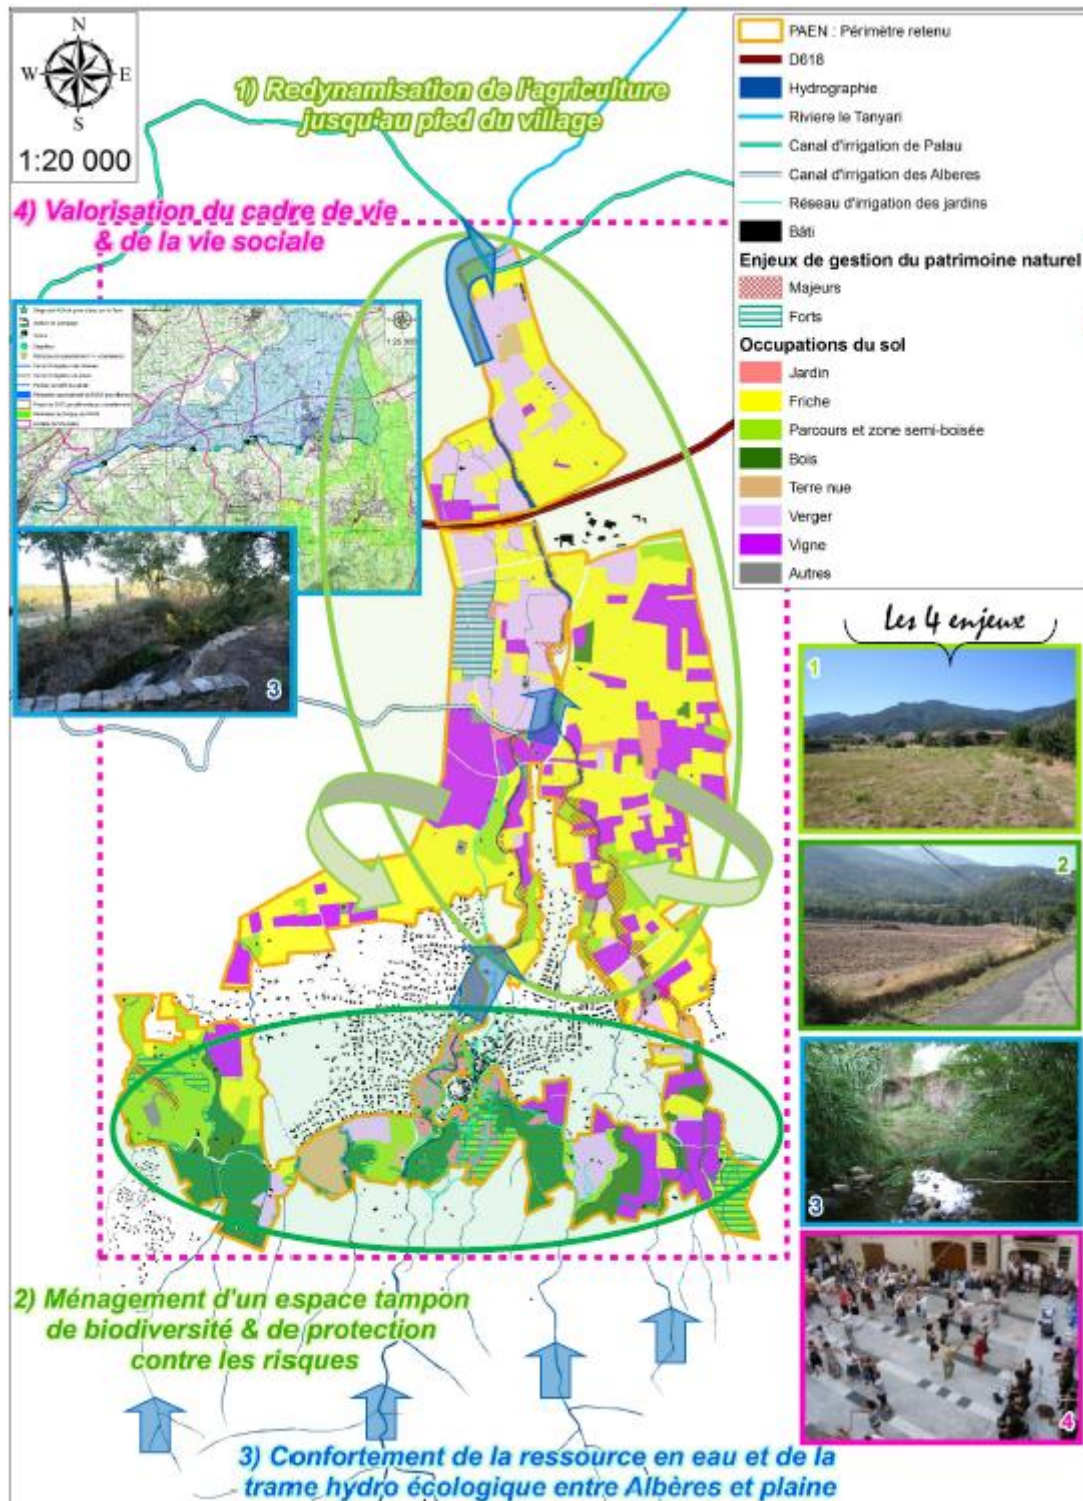 N
W E
S
1:20 000
1) Redynamisation de l'agriculture
jusqu'au pied du village
4) Valorisation du cadre de vie
& de la vie sociale
PAEN : Périmètre retenu
D618
Hydrographie
Riviere le Tanyari
Canal d'irrigation de Palau
Canal d'irrigation des Alberes
Réseau d'irrigation des jardins
Bâti
Enjeux de gestion du patrimoine naturel
Majeurs
Forts
Occupations du sol
Jardin
Friche
Parcours et zone semi-boisée
Bois
Terre nue
Verger
Vigne
Autres
3
Les 4 enjeux
1
2
3
4
2) Ménagement d'un espace tampon
de biodiversité & de protection
contre les risques
3) Confortement de la ressource en eau et de la
trame hydro écologique entre Albères et plaine